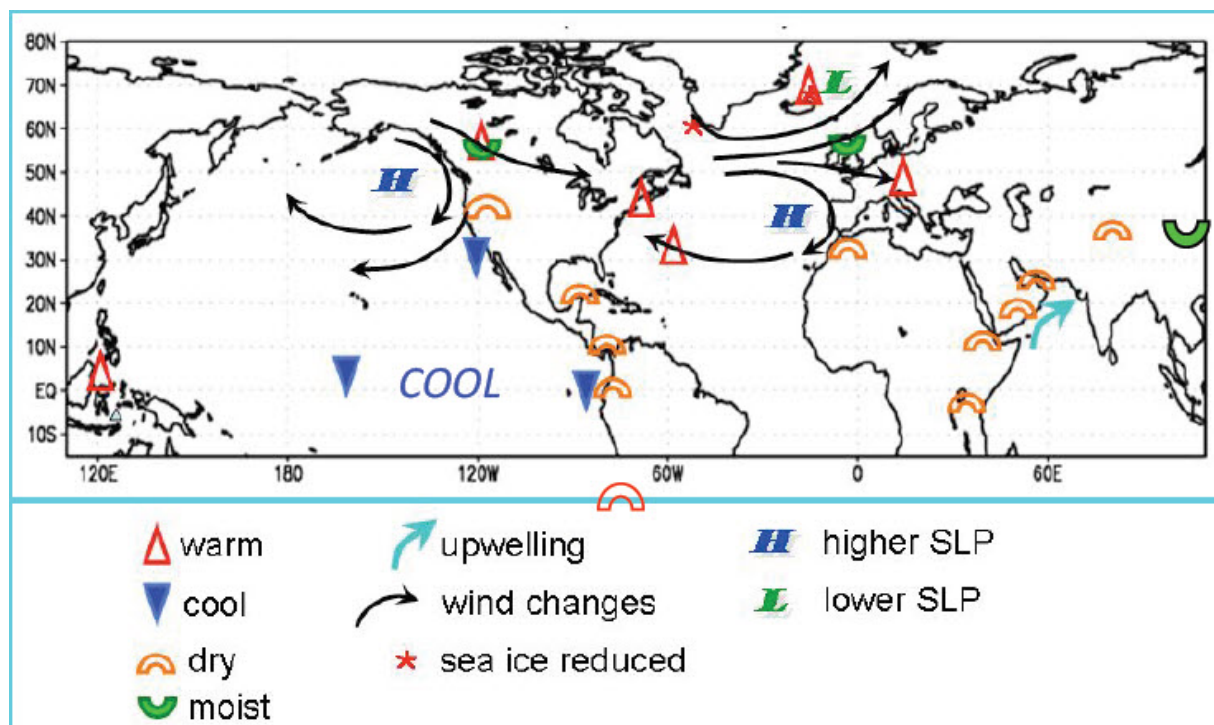 80N
70N
60N
50N
40N
30N
20N
10N
EQ
10S
L
H
H
COOL
120E 180 120W 60W 0 60E
warm upwelling H higher SLP
cool wind changes L lower SLP
dry sea ice reduced
moist